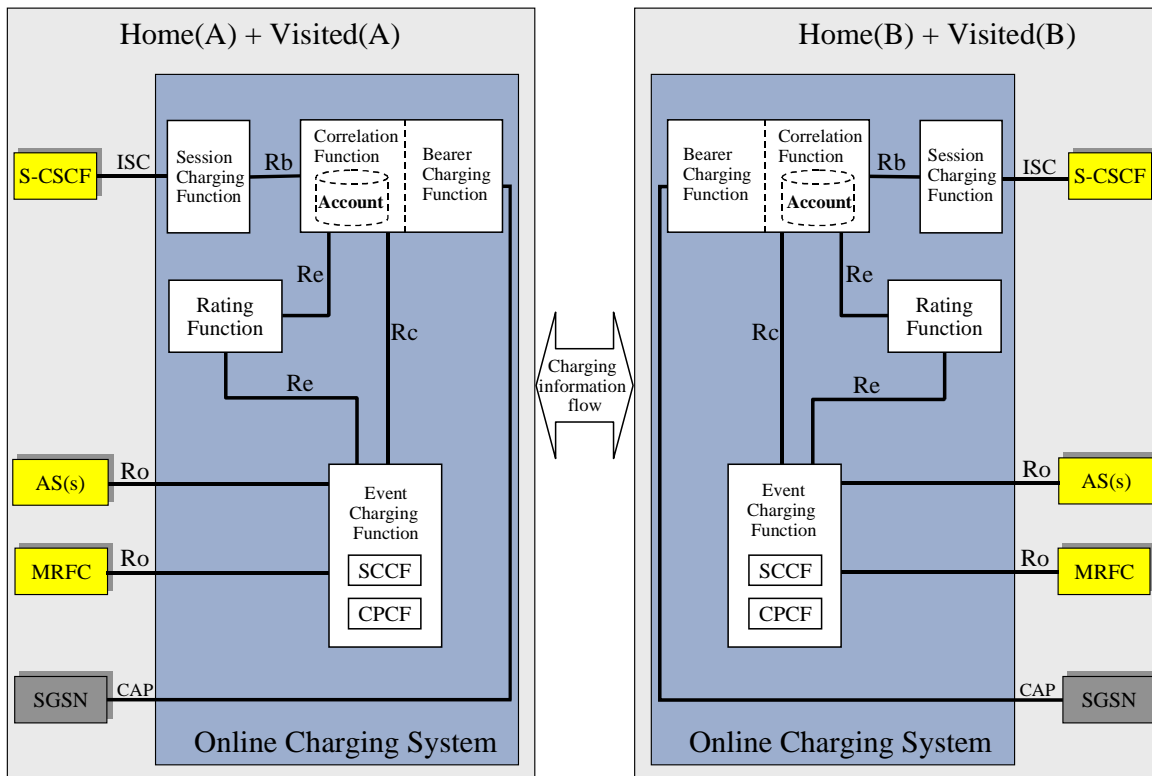 Home(A) + Visited(A)
S-CSCF
ISC
Session
Charging
Function
Rb
Correlation
Function
Account
Bearer
Charging
Function
Re
Rating
Function
Rc
Re
AS(s)
Ro
Event
Charging
Function
SCCF
CPCF
MRFC
Ro
SGSN
CAP
Online Charging System
Charging
information
flow
Home(B) + Visited(B)
Bearer
Charging
Function
Correlation
Function
Account
Rb
Session
Charging
Function
ISC
S-CSCF
Re
Rating
Function
Rc
Re
Event
Charging
Function
SCCF
CPCF
Ro
AS(s)
Ro
MRFC
CAP
SGSN
Online Charging System